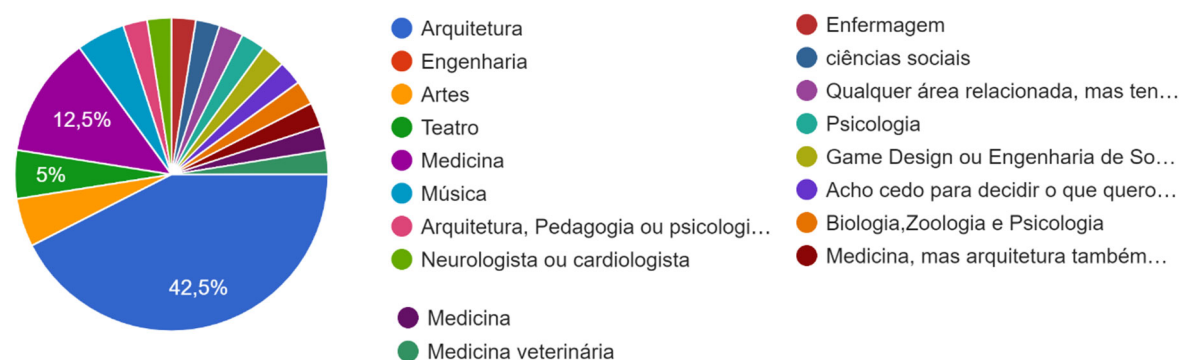 12,5%
5%
42,5%
Arquitetura
Engenharia
Artes
Teatro
Medicina
Música
Arquitetura, Pedagogia ou psicologi…
Neurologista ou cardiologista
Medicina
Medicina veterinária
Enfermagem
ciências sociais
Qualquer área relacionada, mas ten…
Psicologia
Game Design ou Engenharia de So…
Acho cedo para decidir o que quero…
Biologia,Zoologia e Psicologia
Medicina, mas arquitetura também…